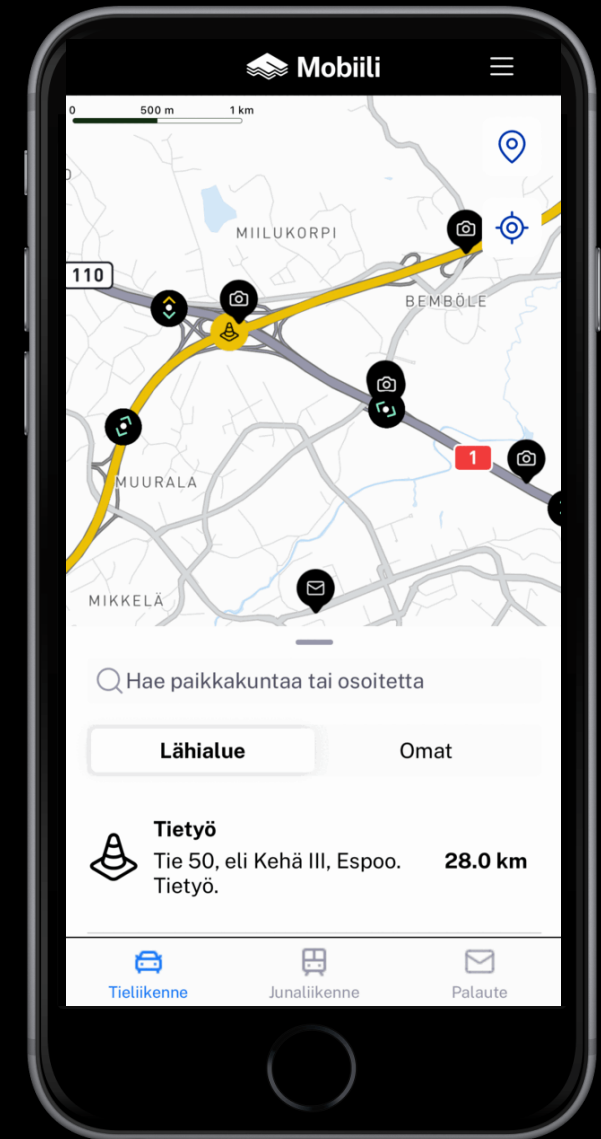 Mobiili
0 500 m 1 km
MIILUKORPI
110
BEMBÖLE
1
MUURALA
MIKKELÄ
Hae paikkakuntaa tai osoitetta
Lähialue Omat
Tietyö
Tie 50, eli Kehä III, Espoo. 28.0 km
Tietyö.
Tieliikenne Junaliikenne Palaute